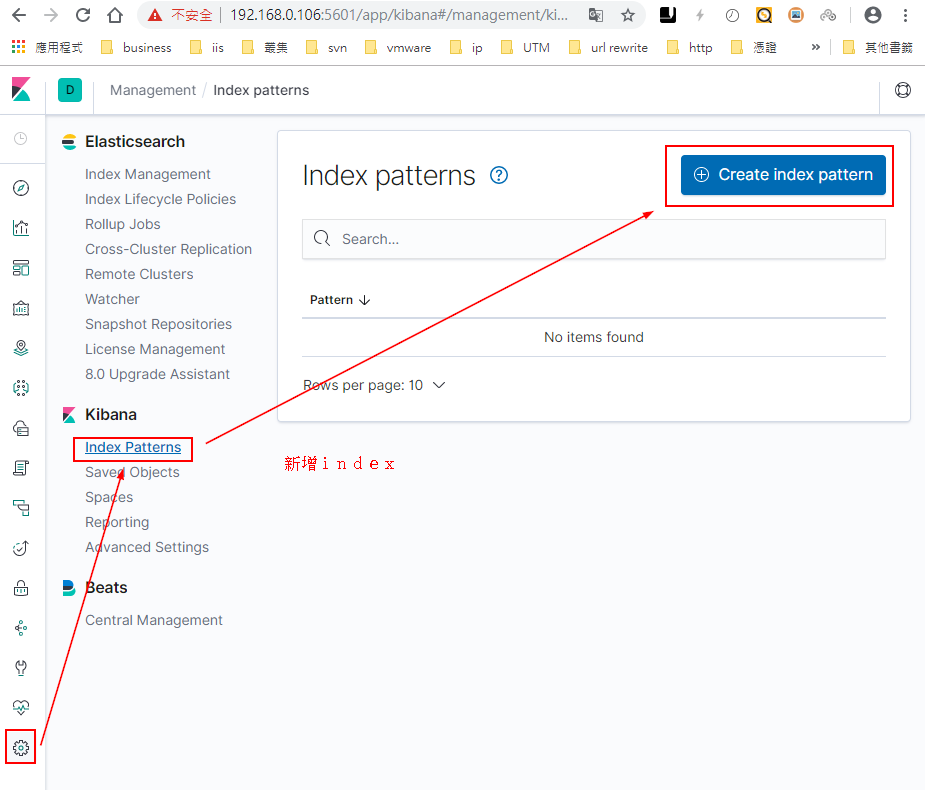 不安全 192.168.0.106:5601/app/kibana#/management/ki...
應用程式 business iis 叢集 svn vmware ip UTM url rewrite http 憑證 » 其他書籤
D Management / Index patterns
Elasticsearch
Index Management
Index Lifecycle Policies
Rollup Jobs
Cross-Cluster Replication
Remote Clusters
Watcher
Snapshot Repositories
License Management
8.0 Upgrade Assistant
Kibana
Index Patterns
Saved Objects
Spaces
Reporting
Advanced Settings
Beats
Central Management
Index patterns
Create index pattern
Search...
Pattern
No items found
Rows per page: 10
新增ｉｎｄｅｘ